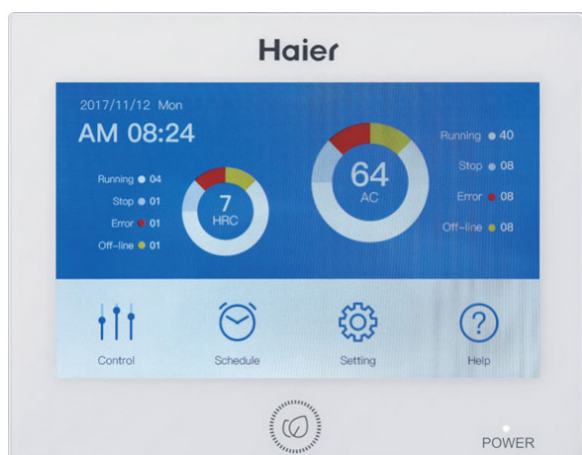 Haier
2017/11/12 Mon
AM 08:24
Running 04
Stop 01
Error 01
Off-line 01
7
HRC
64
AC
Running 40
Stop 08
Error 08
Off-line 08
Control
Schedule
Setting
Help
POWER